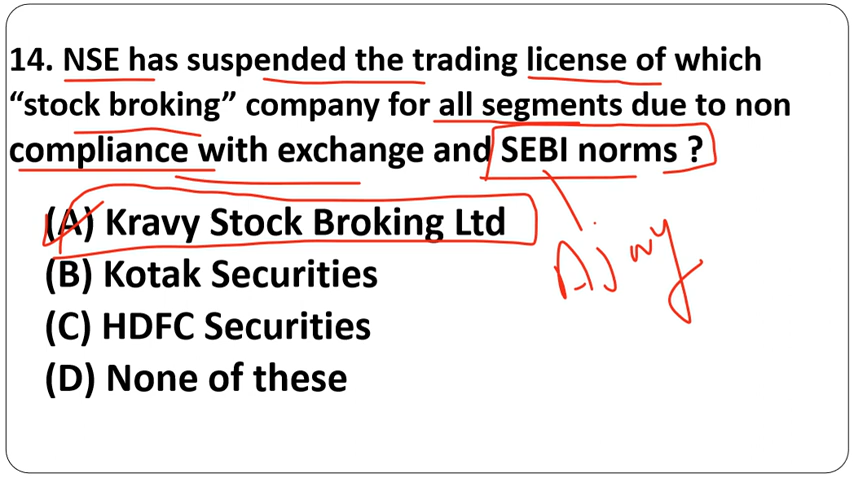 14. NSE has suspended the trading license of which
“stock broking” company for all segments due to non
compliance with exchange and SEBI norms ?
(A) Kravy Stock Broking Ltd
(B) Kotak Securities
(C) HDFC Securities
(D) None of these